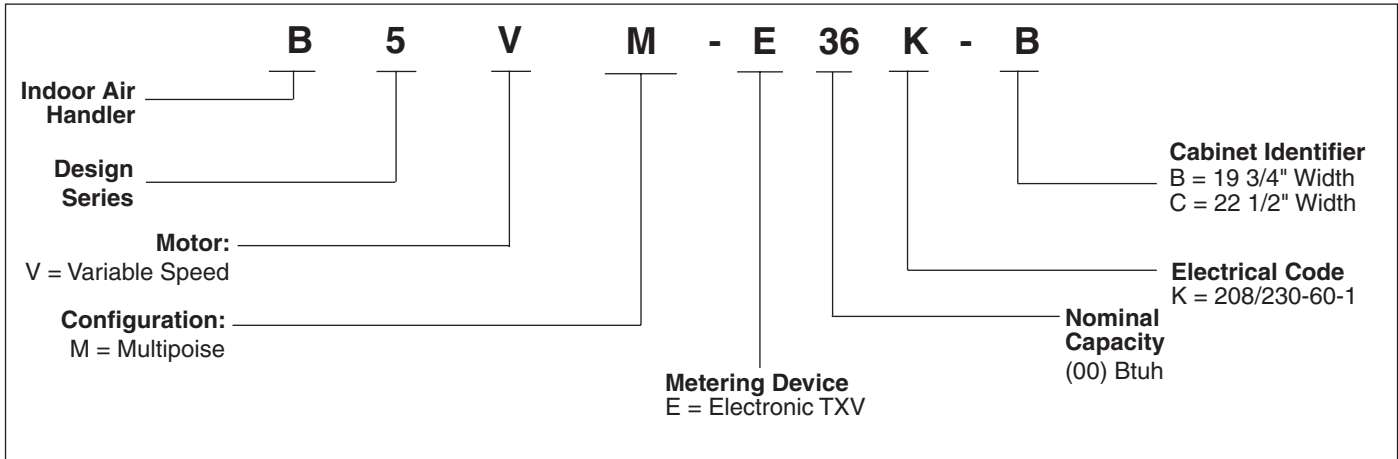 B 5 V M - E 36 K - B
Indoor Air
Handler
Design
Series
Motor:
V = Variable Speed
Configuration:
M = Multipoise
Metering Device
E = Electronic TXV
Nominal
Capacity
(00) Btuh
Electrical Code
K = 208/230-60-1
Cabinet Identifier
B = 19 3/4" Width
C = 22 1/2" Width